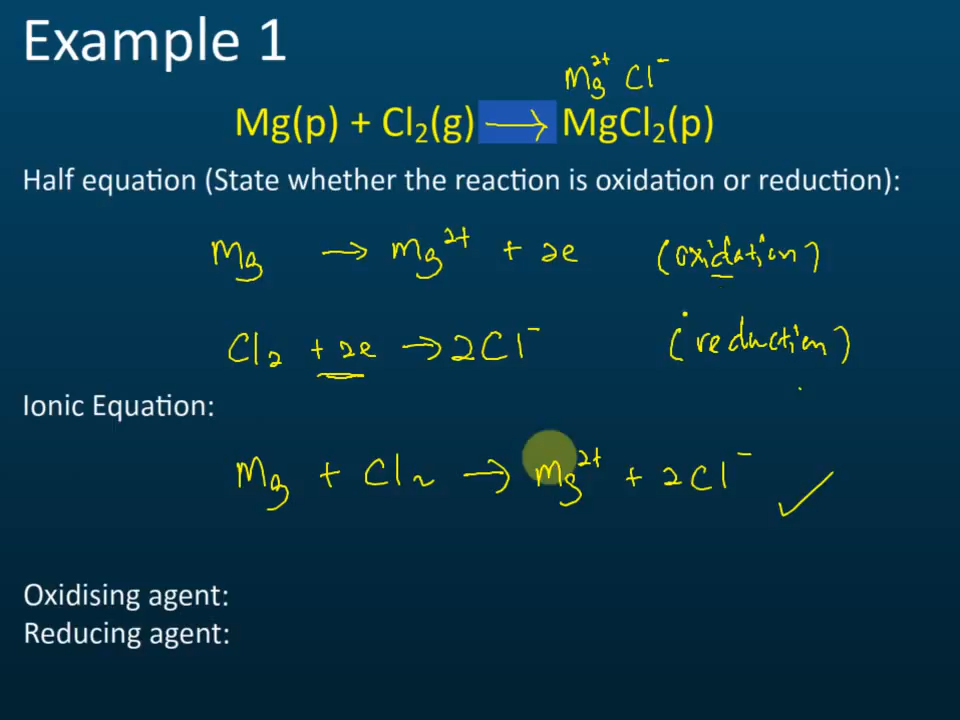 Example 1
Mg²⁺ Cl⁻
Mg(p) + Cl₂(g) ⟶ MgCl₂(p)
Half equation (State whether the reaction is oxidation or reduction):
Mg → Mg²⁺ + 2e (oxidation)
Cl₂ + 2e → 2Cl⁻ (reduction)
Ionic Equation:
Mg + Cl₂ → Mg²⁺ + 2Cl⁻ ✓
Oxidising agent:
Reducing agent: